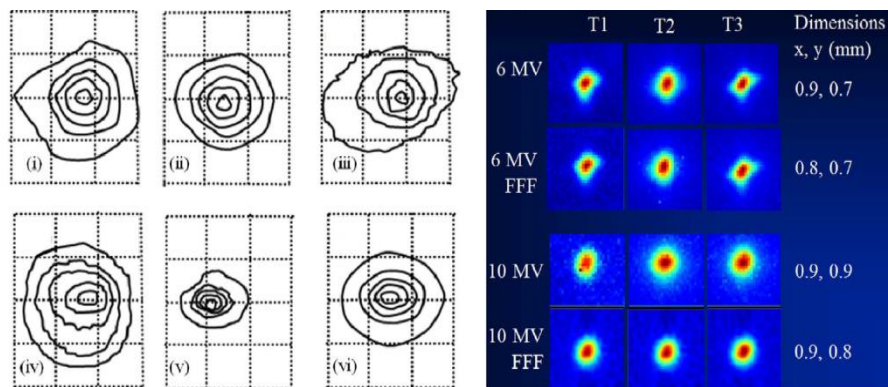 (i) (ii) (iii)
(iv) (v) (vi)
T1 T2 T3 Dimensions
x, y (mm)
6 MV 0.9, 0.7
6 MV
FFF 0.8, 0.7
10 MV 0.9, 0.9
10 MV
FFF 0.9, 0.8